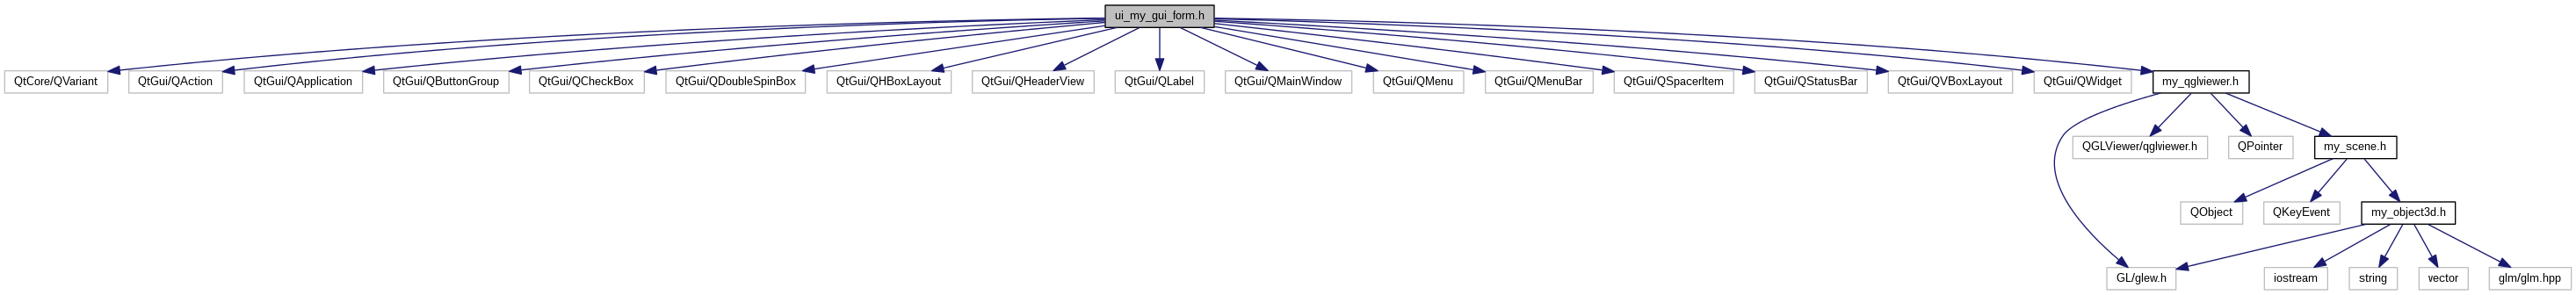 ui_my_gui_form.h
QtCore/QVariant
QtGui/QAction
QtGui/QApplication
QtGui/QButtonGroup
QtGui/QCheckBox
QtGui/QDoubleSpinBox
QtGui/QHBoxLayout
QtGui/QHeaderView
QtGui/QLabel
QtGui/QMainWindow
QtGui/QMenu
QtGui/QMenuBar
QtGui/QSpacerItem
QtGui/QStatusBar
QtGui/QVBoxLayout
QtGui/QWidget
my_qglviewer.h
QGLViewer/qglviewer.h
QPointer
my_scene.h
QObject
QKeyEvent
my_object3d.h
GL/glew.h
iostream
string
vector
glm/glm.hpp